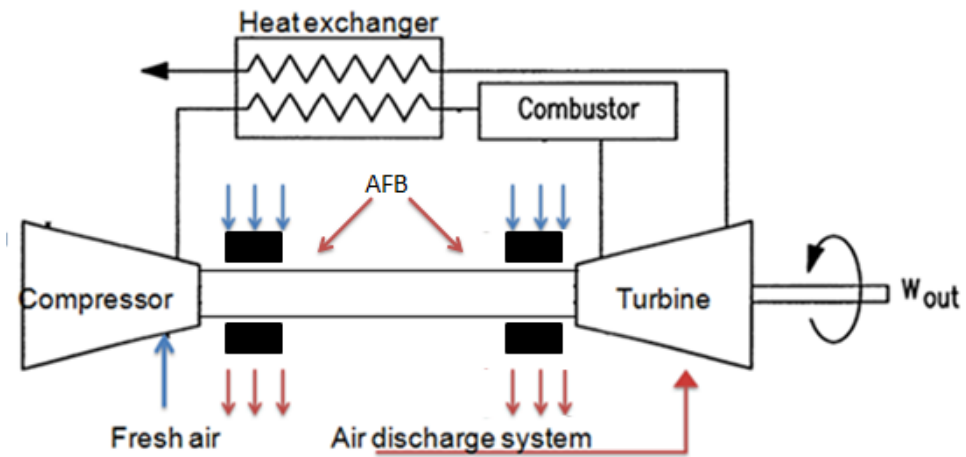 Heat exchanger
Combustor
AFB
Compressor
Turbine
Wout
Fresh air
Air discharge system